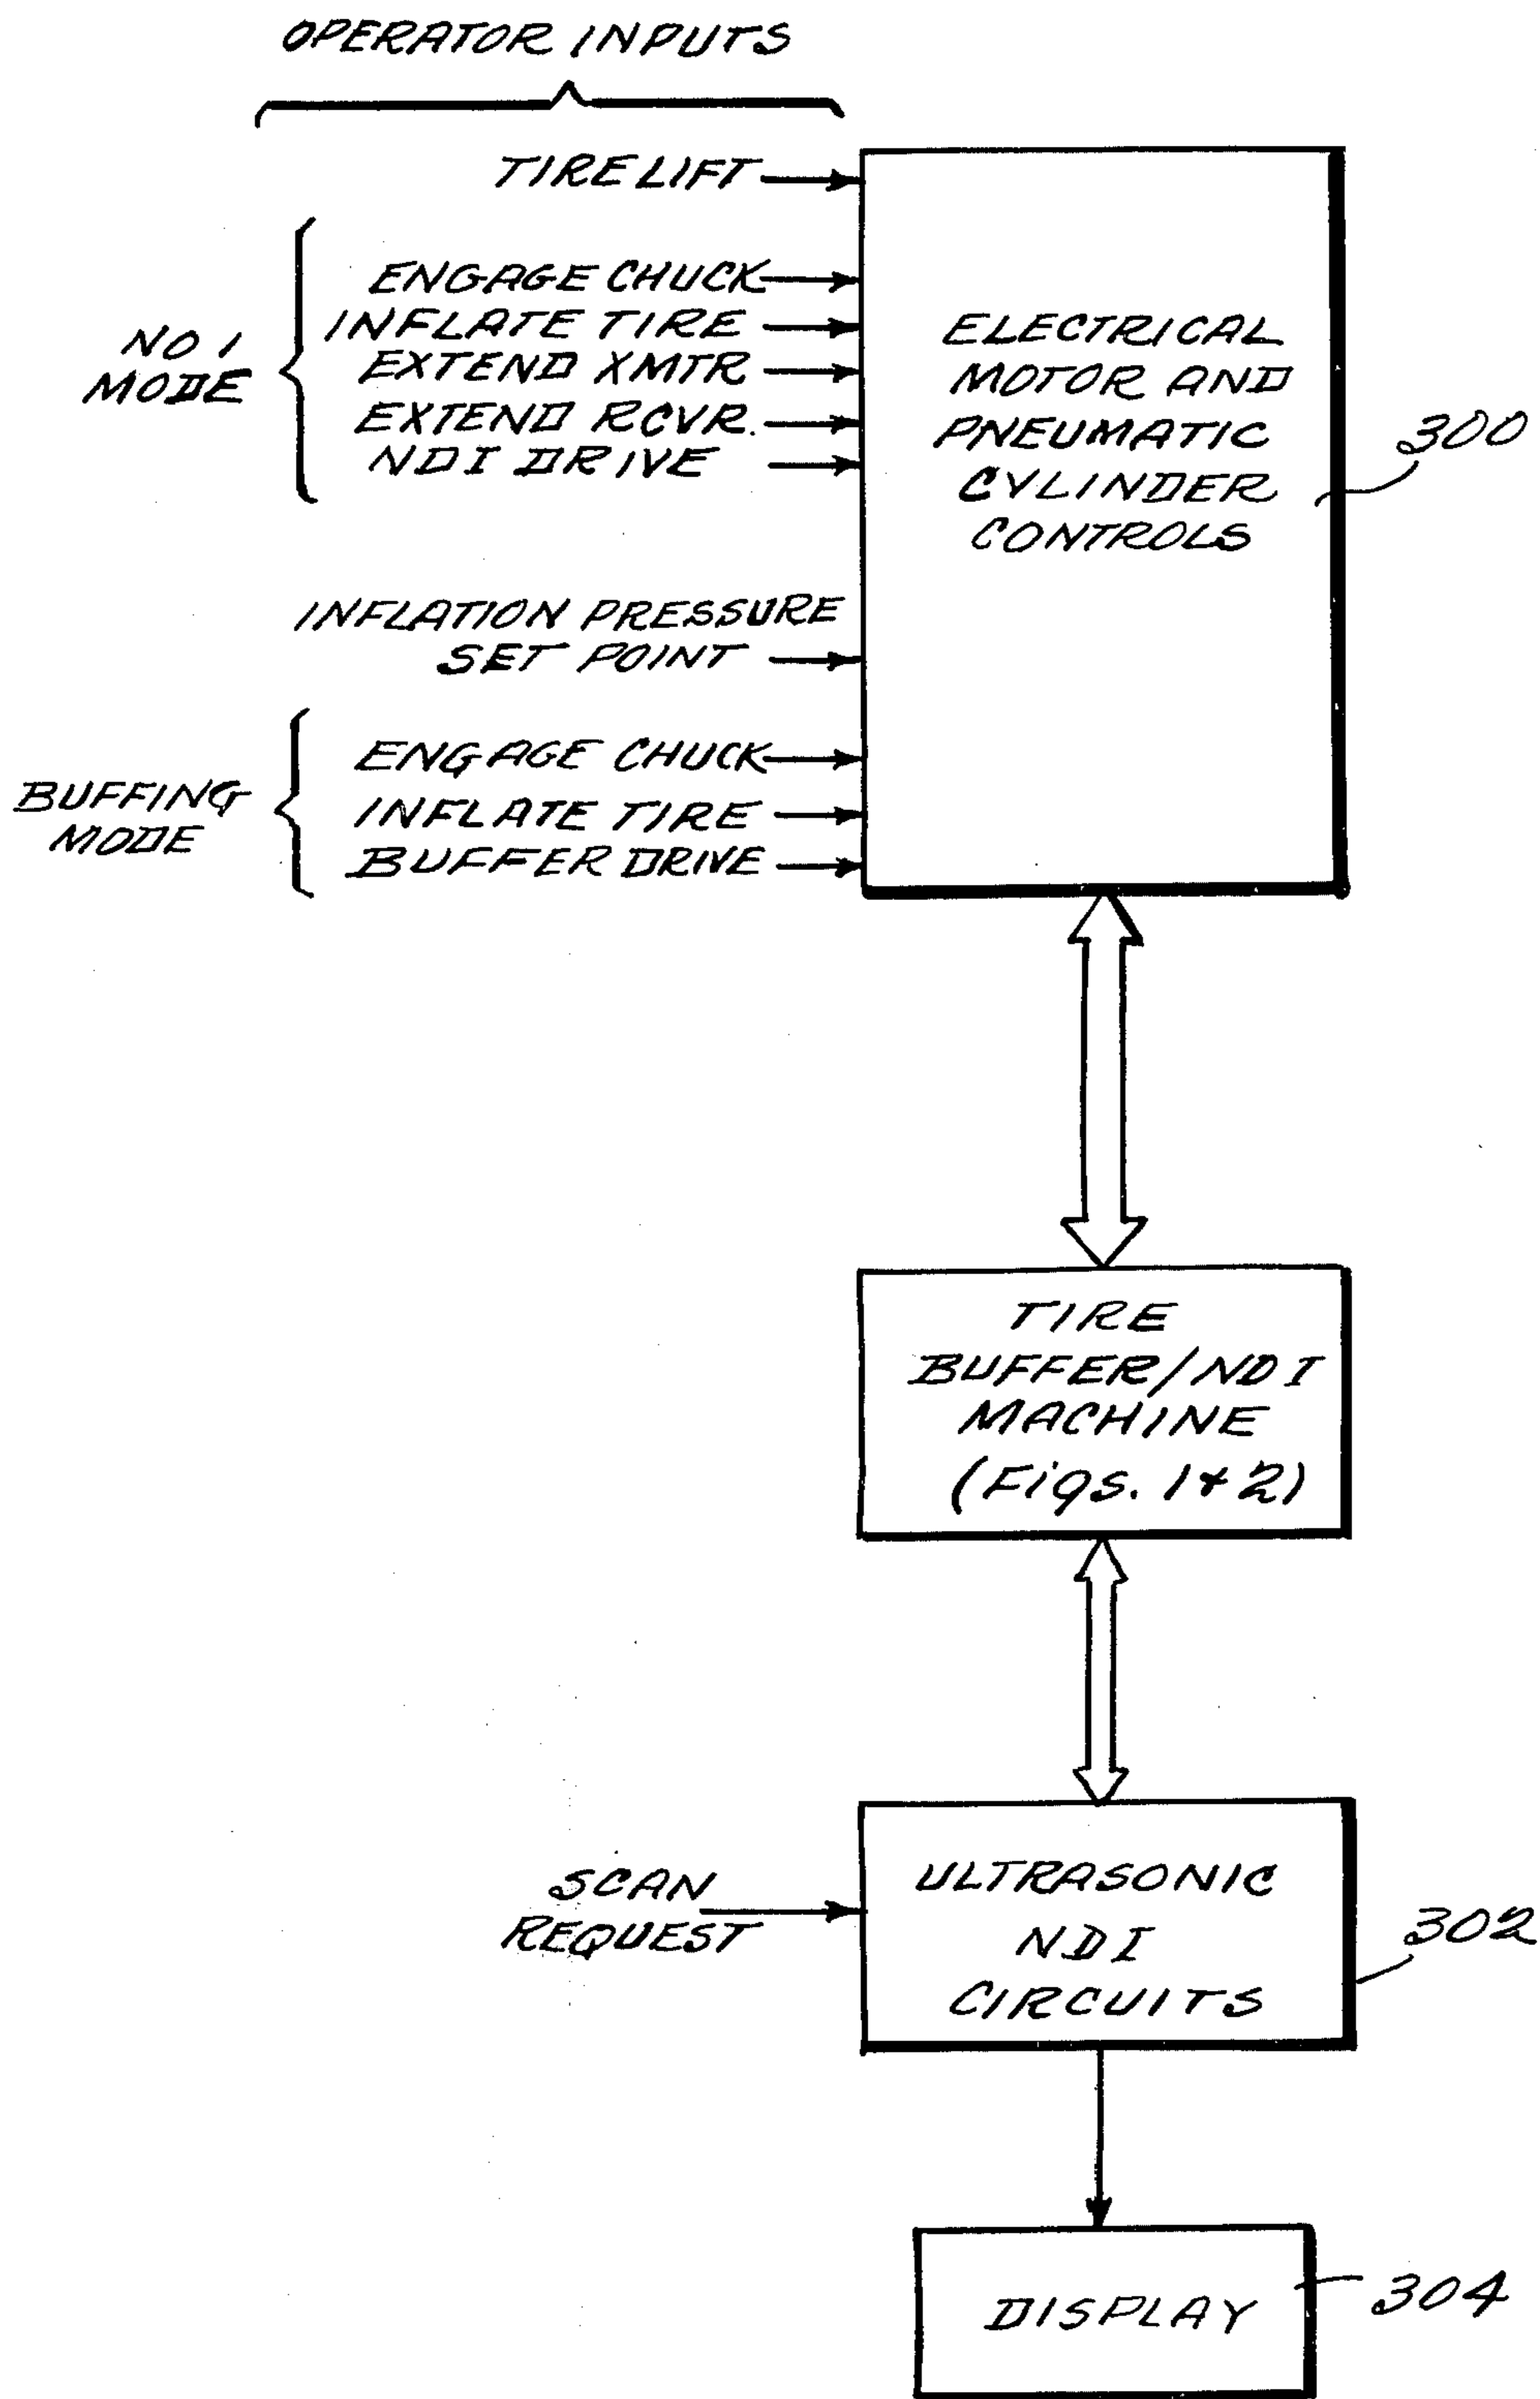 OPERATOR INPUTS
TIRE LIFT
NO I
MODE
ENGAGE CHUCK
INFLATE TIRE
EXTEND XMTR
EXTEND RCVR.
NDI DRIVE
ELECTRICAL
MOTOR AND
PNEUMATIC
CYLINDER
CONTROLS
300
INFLATION PRESSURE
SET POINT
BUFFING
MODE
ENGAGE CHUCK
INFLATE TIRE
BUFFER DRIVE
TIRE
BUFFER/NDI
MACHINE
(Figs. 1 & 2)
SCAN
REQUEST
ULTRASONIC
NDI
CIRCUITS
302
DISPLAY
304